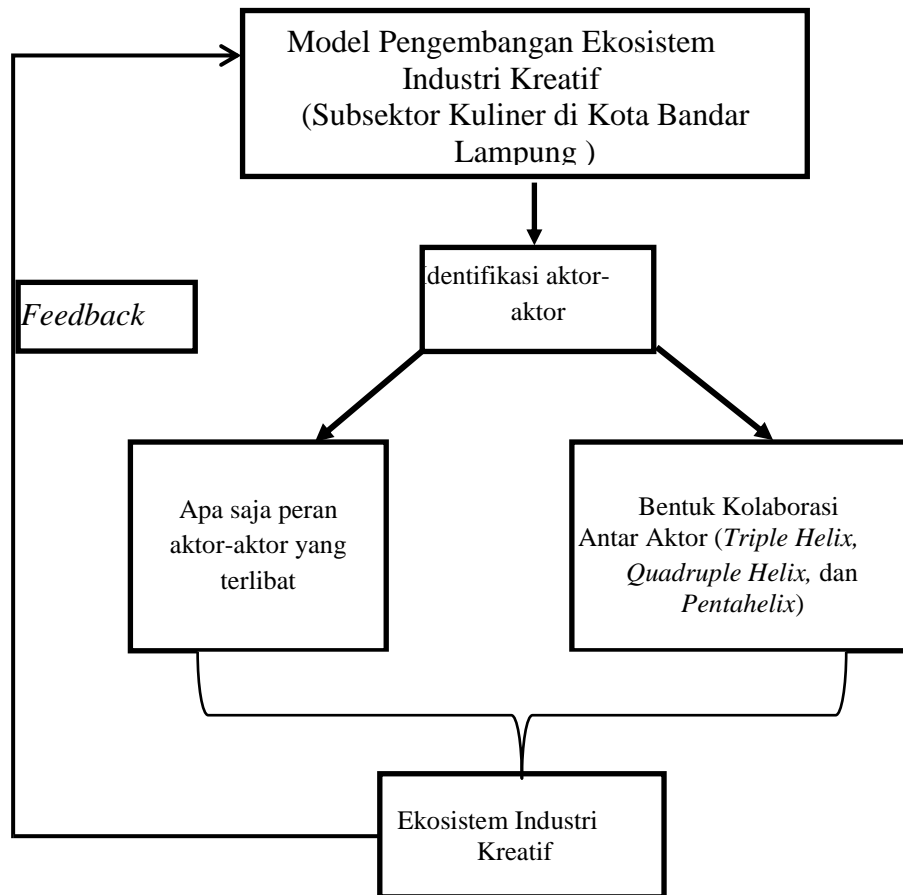 Model Pengembangan Ekosistem
Industri Kreatif
(Subsektor Kuliner di Kota Bandar
Lampung )
Identifikasi aktor-
aktor
Feedback
Apa saja peran
aktor-aktor yang
terlibat
Bentuk Kolaborasi
Antar Aktor (Triple Helix,
Quadruple Helix, dan
Pentahelix)
Ekosistem Industri
Kreatif